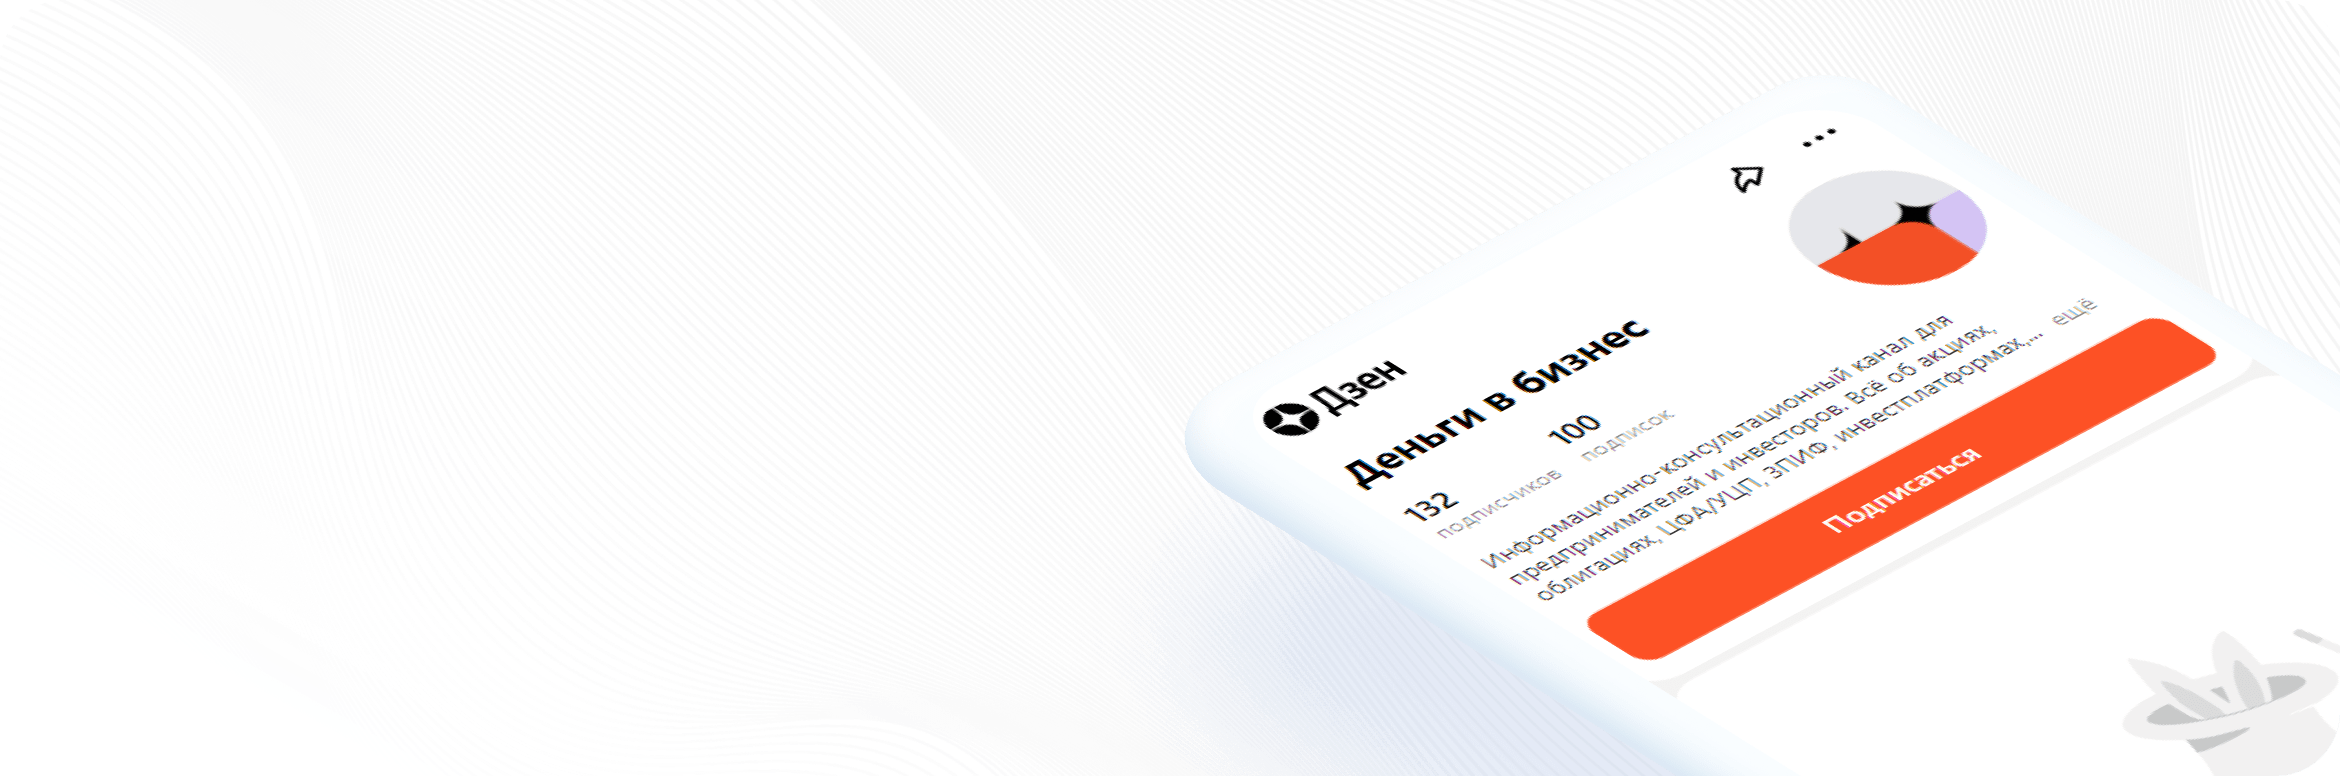 Дзен
Деньги в бизнес
132
подписчиков
100
подписок
Информационно-консультационный канал для
предпринимателей и инвесторов. Всё об акциях,
облигациях, ЦФА/УЦП, ЗПИФ, инвестплатформах,... ещё
Подписаться